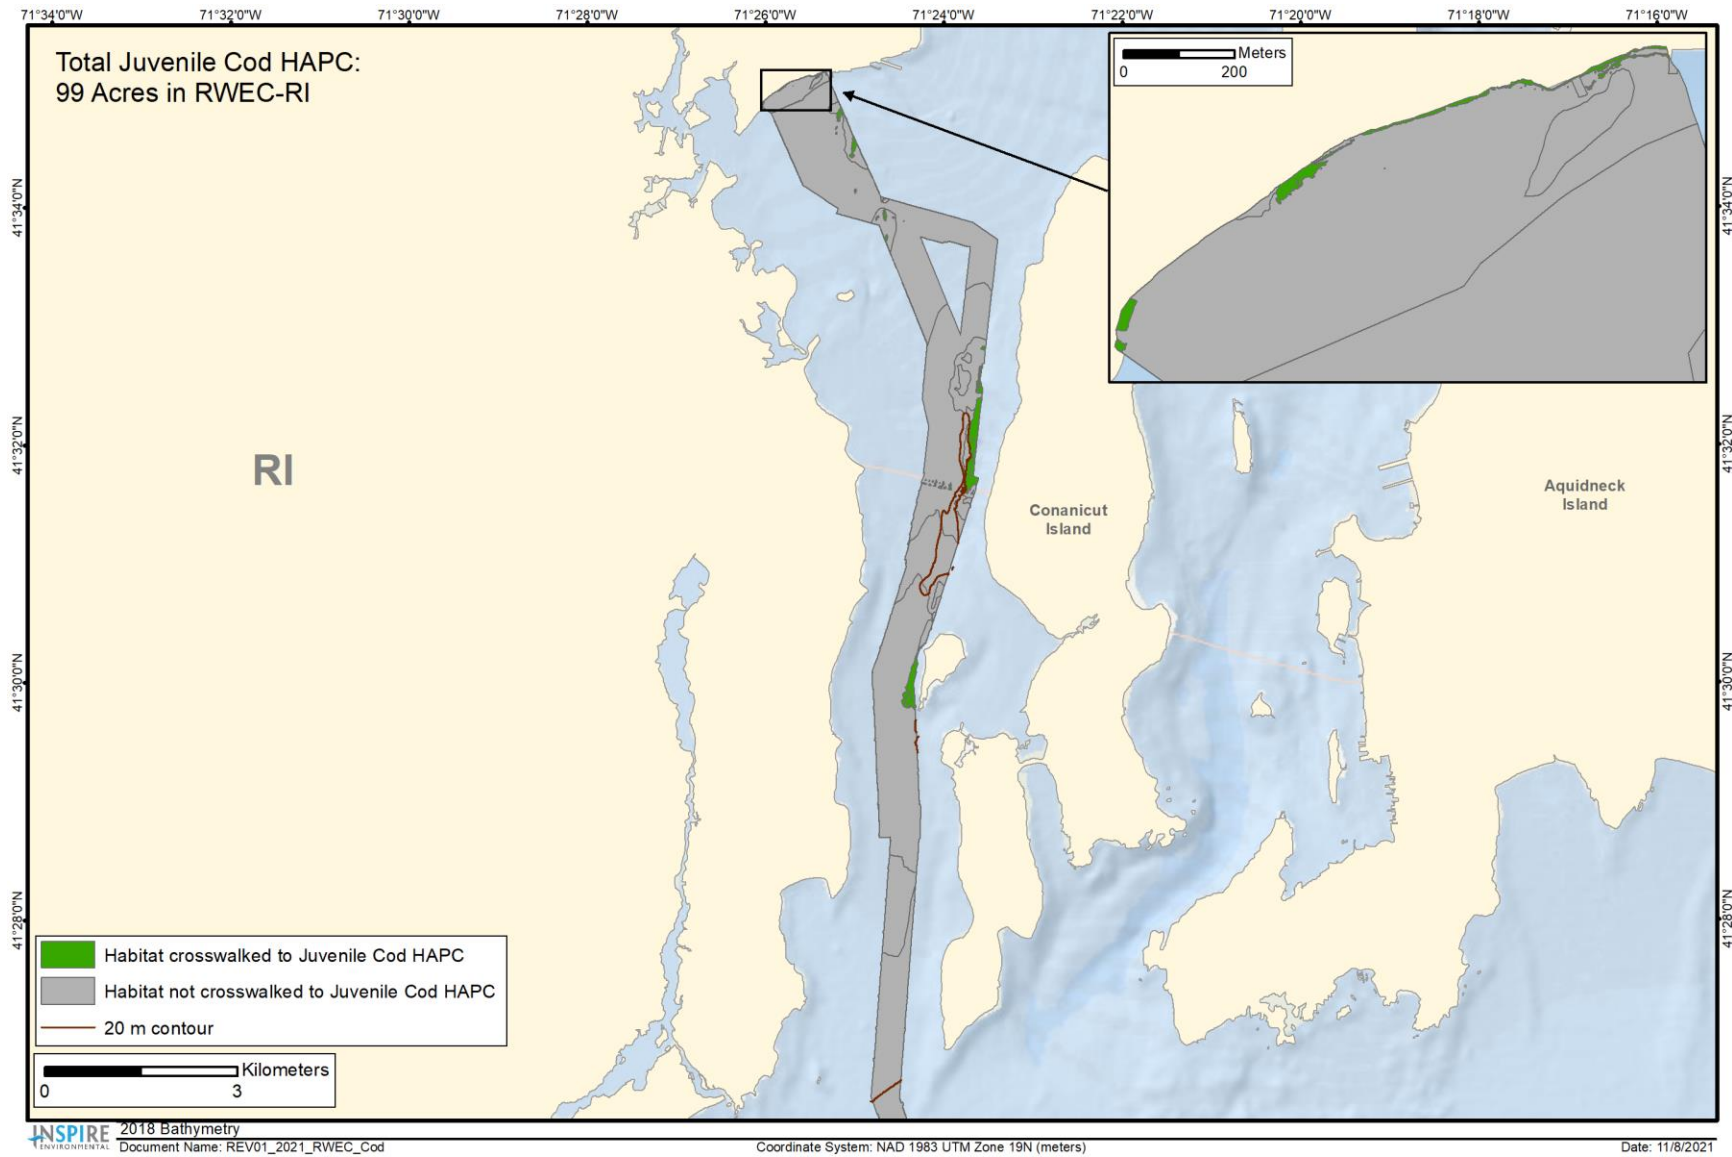 71°34'0"W 71°32'0"W 71°30'0"W 71°28'0"W 71°26'0"W 71°24'0"W 71°22'0"W 71°20'0"W 71°18'0"W 71°16'0"W
Total Juvenile Cod HAPC:
99 Acres in RWEC-RI
Meters
0 200
41°34'0"N 41°34'0"N
41°32'0"N 41°32'0"N
RI
Conanicut
Island
Aquidneck
Island
41°30'0"N 41°30'0"N
41°28'0"N 41°28'0"N
Habitat crosswalked to Juvenile Cod HAPC
Habitat not crosswalked to Juvenile Cod HAPC
20 m contour
Kilometers
0 3
INSPIRE
ENVIRONMENTAL
2018 Bathymetry
Document Name: REV01_2021_RWEC_Cod
Coordinate System: NAD 1983 UTM Zone 19N (meters)
Date: 11/8/2021